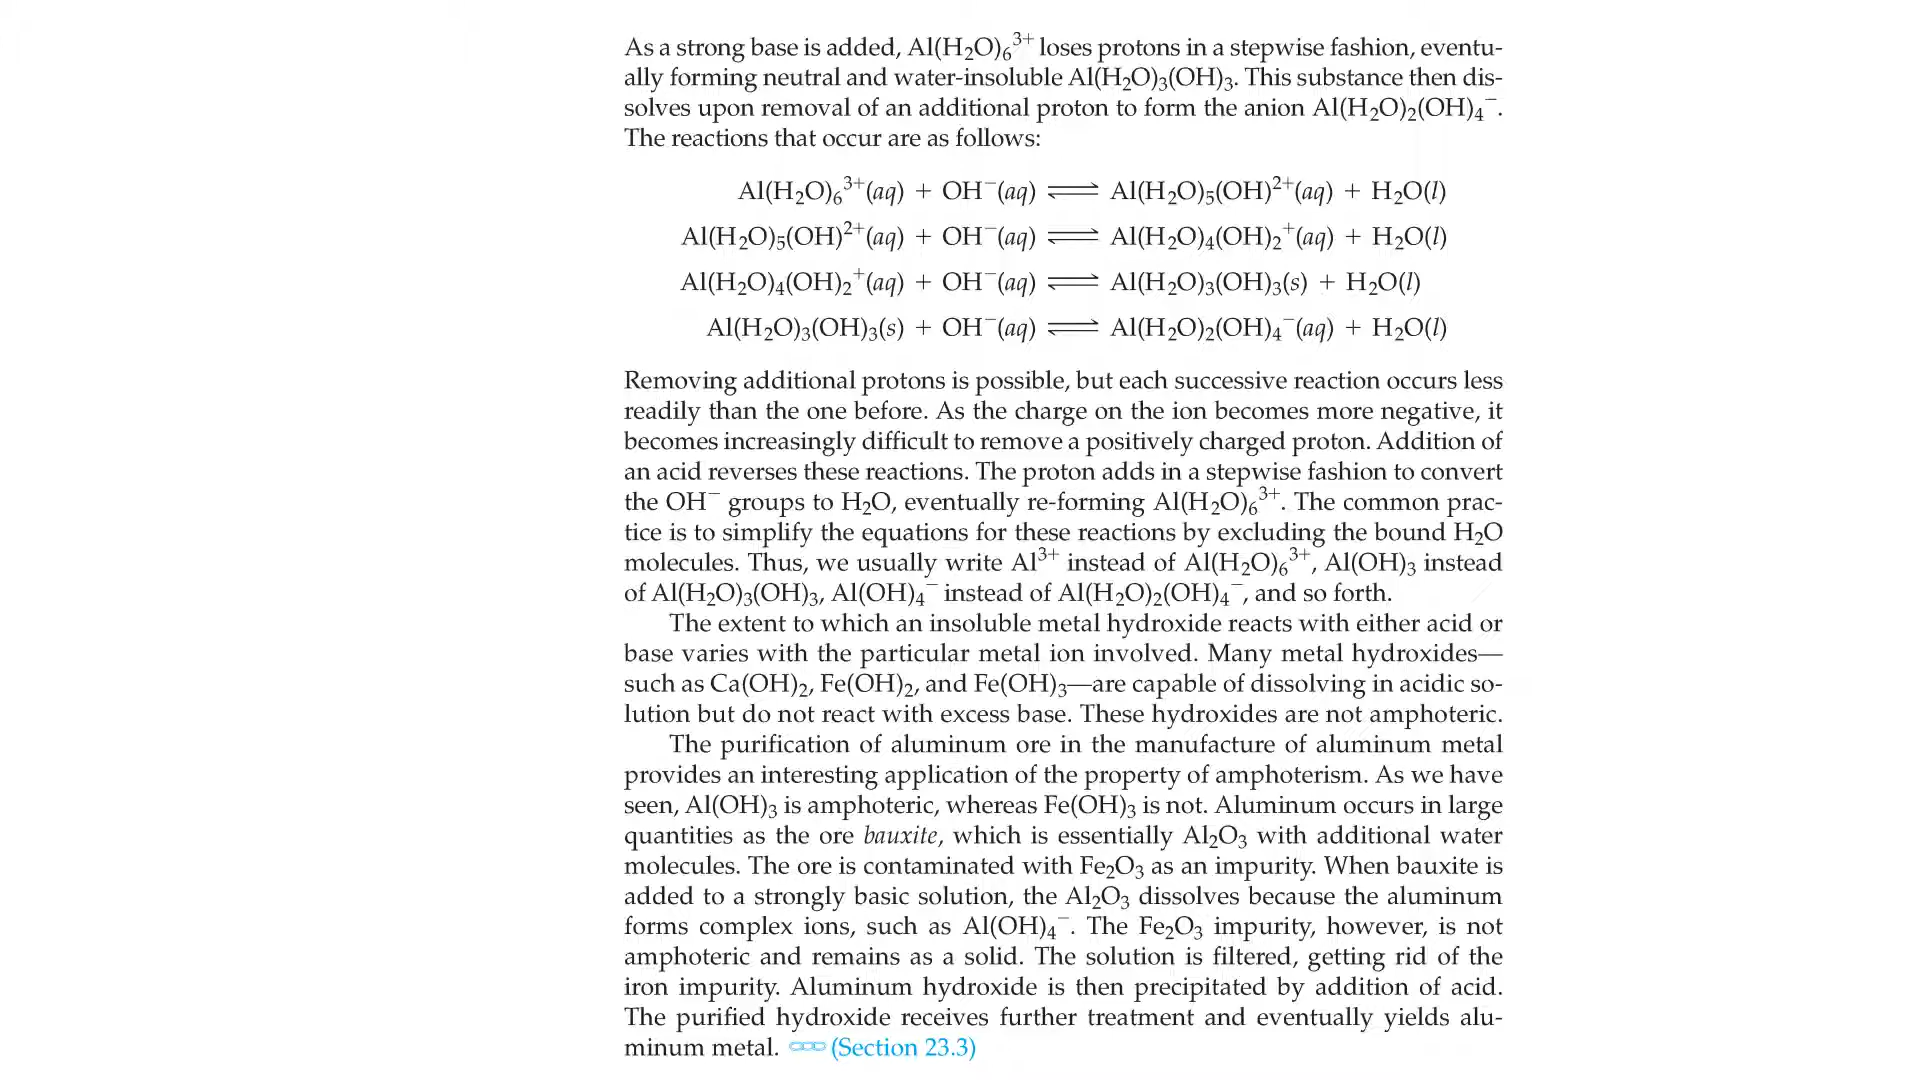 As a strong base is added, Al(H₂O)₆³⁺ loses protons in a stepwise fashion, eventu-
ally forming neutral and water-insoluble Al(H₂O)₃(OH)₃. This substance then dis-
solves upon removal of an additional proton to form the anion Al(H₂O)₂(OH)₄⁻.
The reactions that occur are as follows:
Al(H₂O)₆³⁺(aq) + OH⁻(aq) ⇌ Al(H₂O)₅(OH)²⁺(aq) + H₂O(l)
Al(H₂O)₅(OH)²⁺(aq) + OH⁻(aq) ⇌ Al(H₂O)₄(OH)₂⁺(aq) + H₂O(l)
Al(H₂O)₄(OH)₂⁺(aq) + OH⁻(aq) ⇌ Al(H₂O)₃(OH)₃(s) + H₂O(l)
Al(H₂O)₃(OH)₃(s) + OH⁻(aq) ⇌ Al(H₂O)₂(OH)₄⁻(aq) + H₂O(l)
Removing additional protons is possible, but each successive reaction occurs less
readily than the one before. As the charge on the ion becomes more negative, it
becomes increasingly difficult to remove a positively charged proton. Addition of
an acid reverses these reactions. The proton adds in a stepwise fashion to convert
the OH⁻ groups to H₂O, eventually re-forming Al(H₂O)₆³⁺. The common prac-
tice is to simplify the equations for these reactions by excluding the bound H₂O
molecules. Thus, we usually write Al³⁺ instead of Al(H₂O)₆³⁺, Al(OH)₃ instead
of Al(H₂O)₃(OH)₃, Al(OH)₄⁻ instead of Al(H₂O)₂(OH)₄⁻, and so forth.
The extent to which an insoluble metal hydroxide reacts with either acid or
base varies with the particular metal ion involved. Many metal hydroxides—
such as Ca(OH)₂, Fe(OH)₂, and Fe(OH)₃—are capable of dissolving in acidic so-
lution but do not react with excess base. These hydroxides are not amphoteric.
The purification of aluminum ore in the manufacture of aluminum metal
provides an interesting application of the property of amphoterism. As we have
seen, Al(OH)₃ is amphoteric, whereas Fe(OH)₃ is not. Aluminum occurs in large
quantities as the ore bauxite, which is essentially Al₂O₃ with additional water
molecules. The ore is contaminated with Fe₂O₃ as an impurity. When bauxite is
added to a strongly basic solution, the Al₂O₃ dissolves because the aluminum
forms complex ions, such as Al(OH)₄⁻. The Fe₂O₃ impurity, however, is not
amphoteric and remains as a solid. The solution is filtered, getting rid of the
iron impurity. Aluminum hydroxide is then precipitated by addition of acid.
The purified hydroxide receives further treatment and eventually yields alu-
minum metal. (Section 23.3)